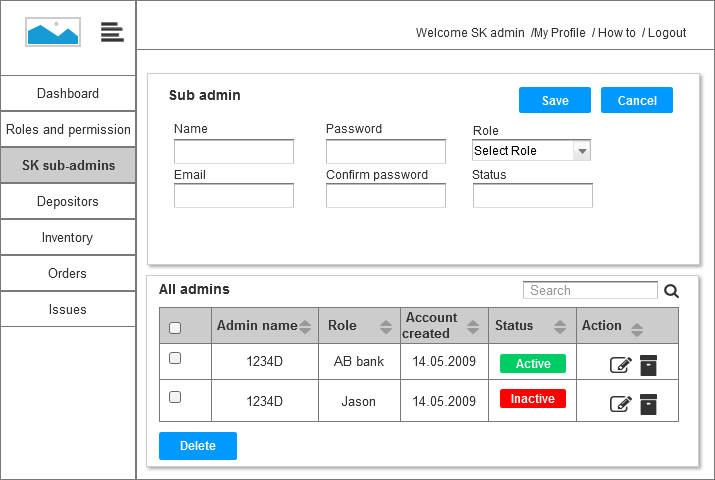 Welcome SK admin /My Profile / How to / Logout
Dashboard
Roles and permission
SK sub-admins
Depositors
Inventory
Orders
Issues
Sub admin
Save
Cancel
Name
Password
Role
Select Role
Email
Confirm password
Status
All admins
Search
Admin name
Role
Account
created
Status
Action
1234D
AB bank
14.05.2009
Active
1234D
Jason
14.05.2009
Inactive
Delete